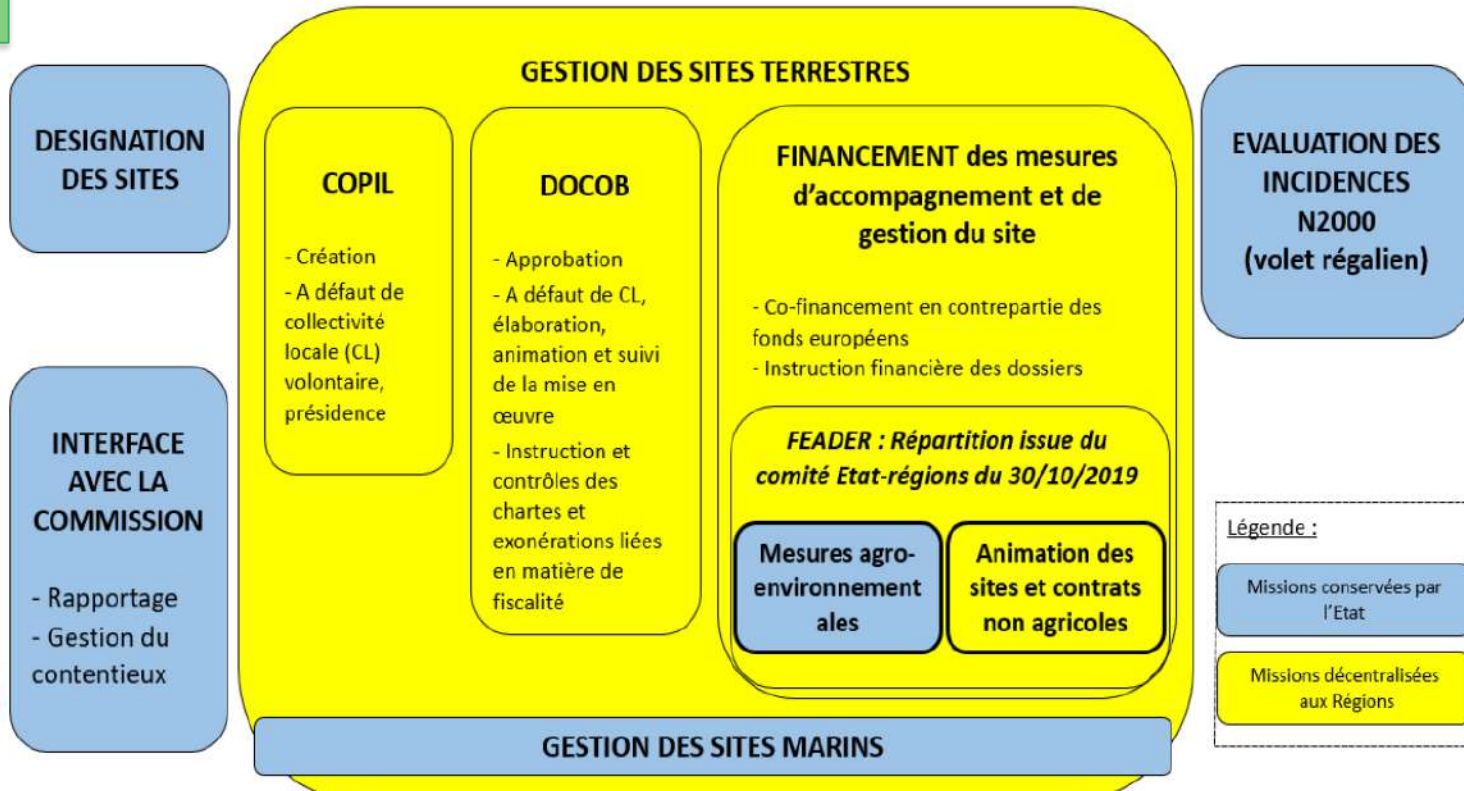 GESTION DES SITES TERRESTRES
DESIGNATION
DES SITES
INTERFACE
AVEC LA
COMMISSION
- Rapportage
- Gestion du
contentieux
COPIL
- Création
- A défaut de
collectivité
locale (CL)
volontaire,
présidence
DOCOB
- Approbation
- A défaut de CL,
élaboration,
animation et suivi
de la mise en
œuvre
- Instruction et
contrôles des
chartes et
exonérations liées
en matière de
fiscalité
FINANCEMENT des mesures
d’accompagnement et de
gestion du site
- Co-financement en contrepartie des
fonds européens
- Instruction financière des dossiers
FEADER : Répartition issue du
comité Etat-régions du 30/10/2019
Mesures agro-
environnement
ales
Animation des
sites et contrats
non agricoles
GESTION DES SITES MARINS
EVALUATION DES
INCIDENCES
N2000
(volet régalien)
Légende :
Missions conservées par
l’Etat
Missions décentralisées
aux Régions